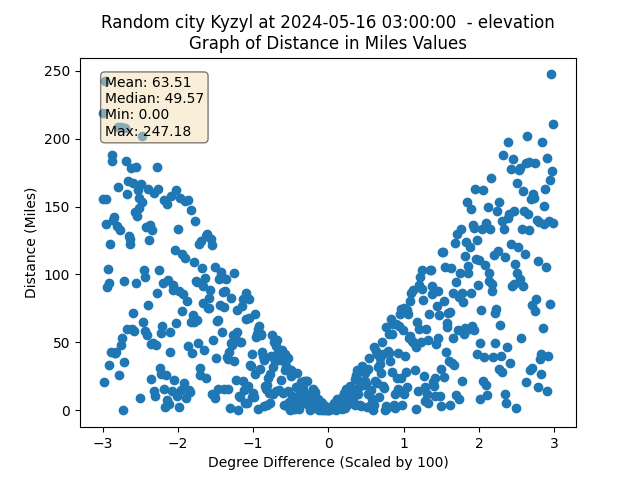 Random city Kyzyl at 2024-05-16 03:00:00 - elevation
Graph of Distance in Miles Values
Mean: 63.51
Median: 49.57
Min: 0.00
Max: 247.18
Distance (Miles)
250
200
150
100
50
0
−3 −2 −1 0 1 2 3
Degree Difference (Scaled by 100)